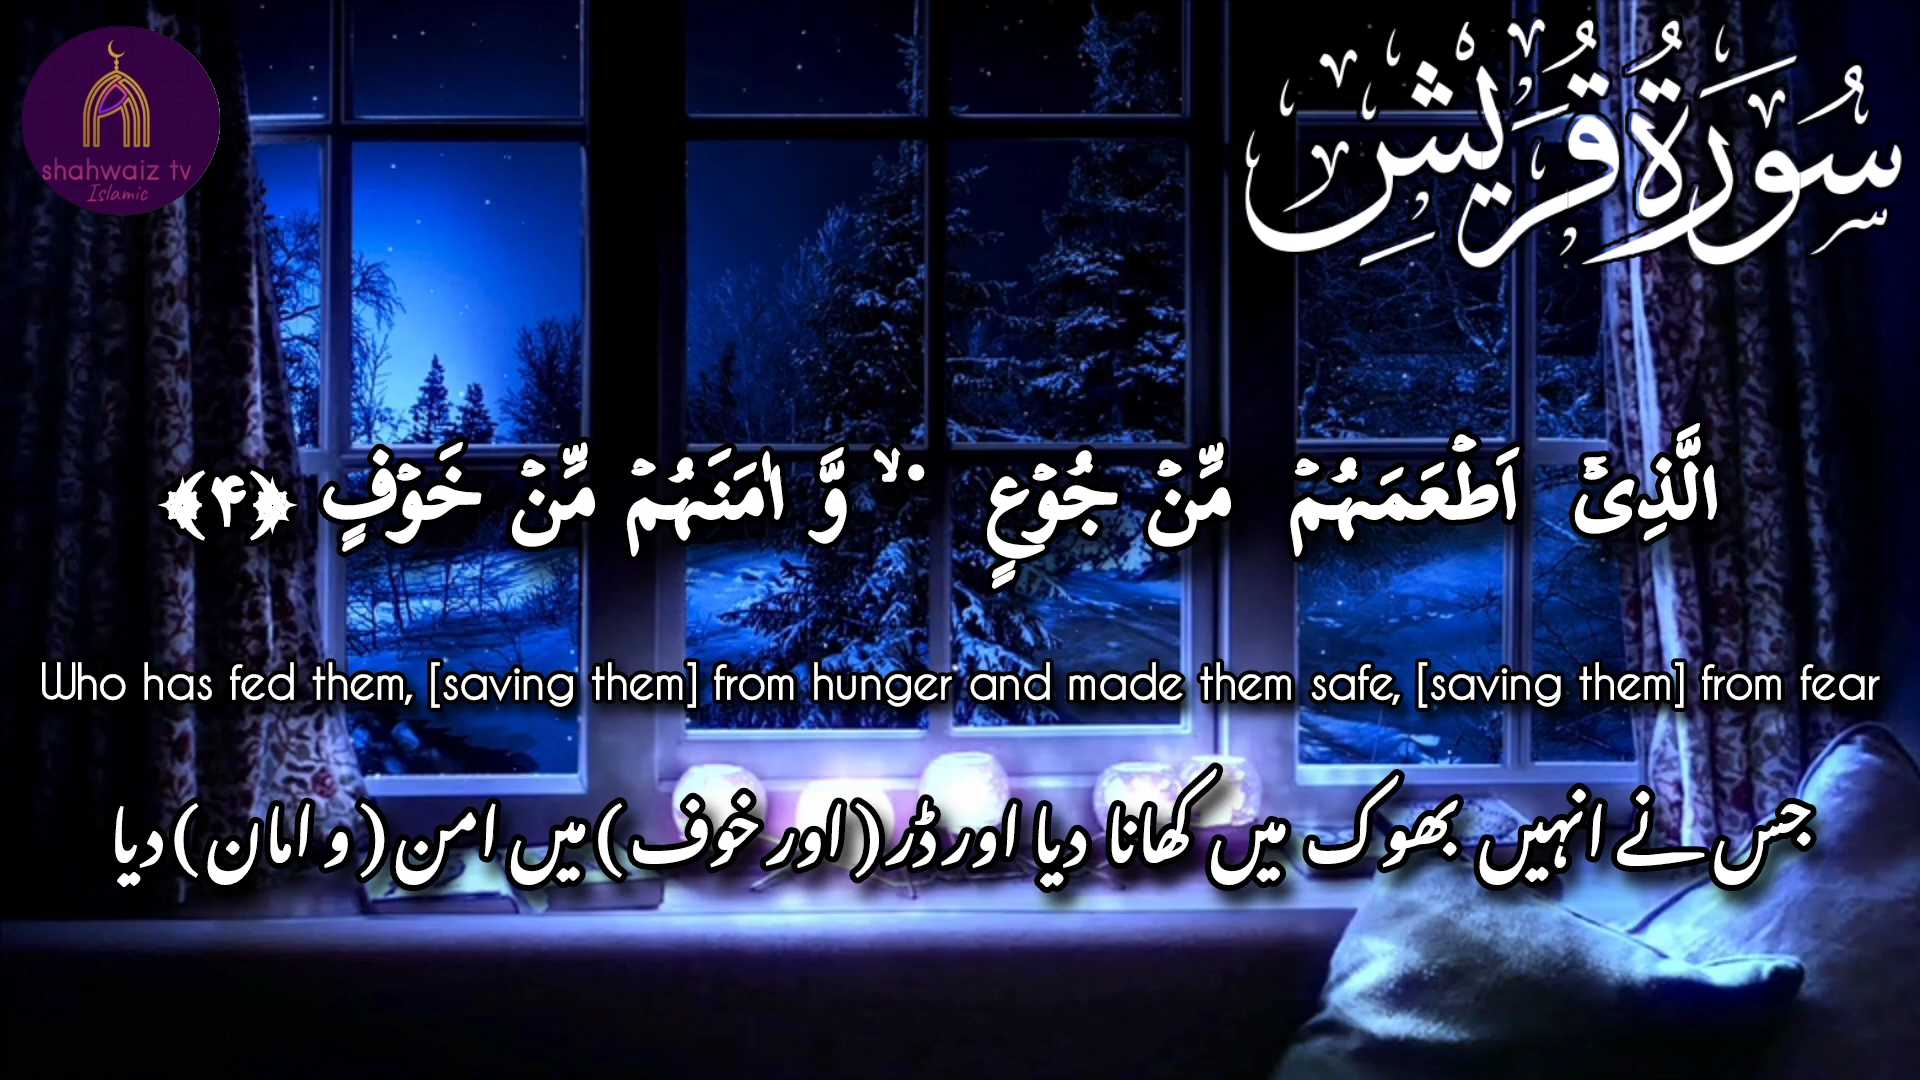 shahwaiz tv
Islamic
سُورَةُ قُرَيْشٍ
الَّذِیْۤ اَطْعَمَهُمْ مِّنْ جُوْعٍ ۙ۬ وَّ اٰمَنَهُمْ مِّنْ خَوْفٍ ﴿۴﴾
Who has fed them, [saving them] from hunger and made them safe, [saving them] from fear
جس نے انہیں بھوک میں کھانا دیا اور ڈر (اور خوف) میں امن (و امان) دیا